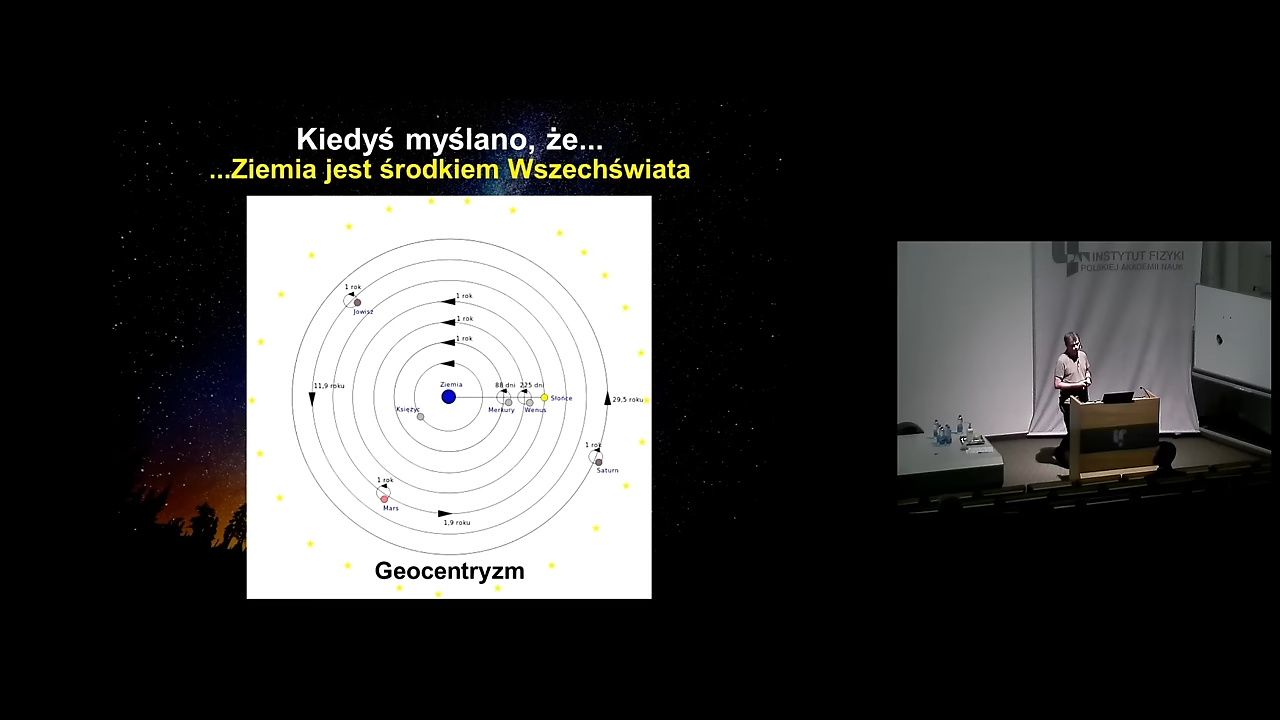 Kiedyś myślano, że...
...Ziemia jest środkiem Wszechświata
1 rok
Jowisz
1 rok
1 rok
1 rok
11,9 roku
Ziemia
88 dni
225 dni
Słońce
29,5 roku
Księżyc
Merkury
Wenus
1 rok
Saturn
1 rok
Mars
1,9 roku
Geocentryzm
INSTYTUT FIZYKI
POLSKIEJ AKADEMII NAUK